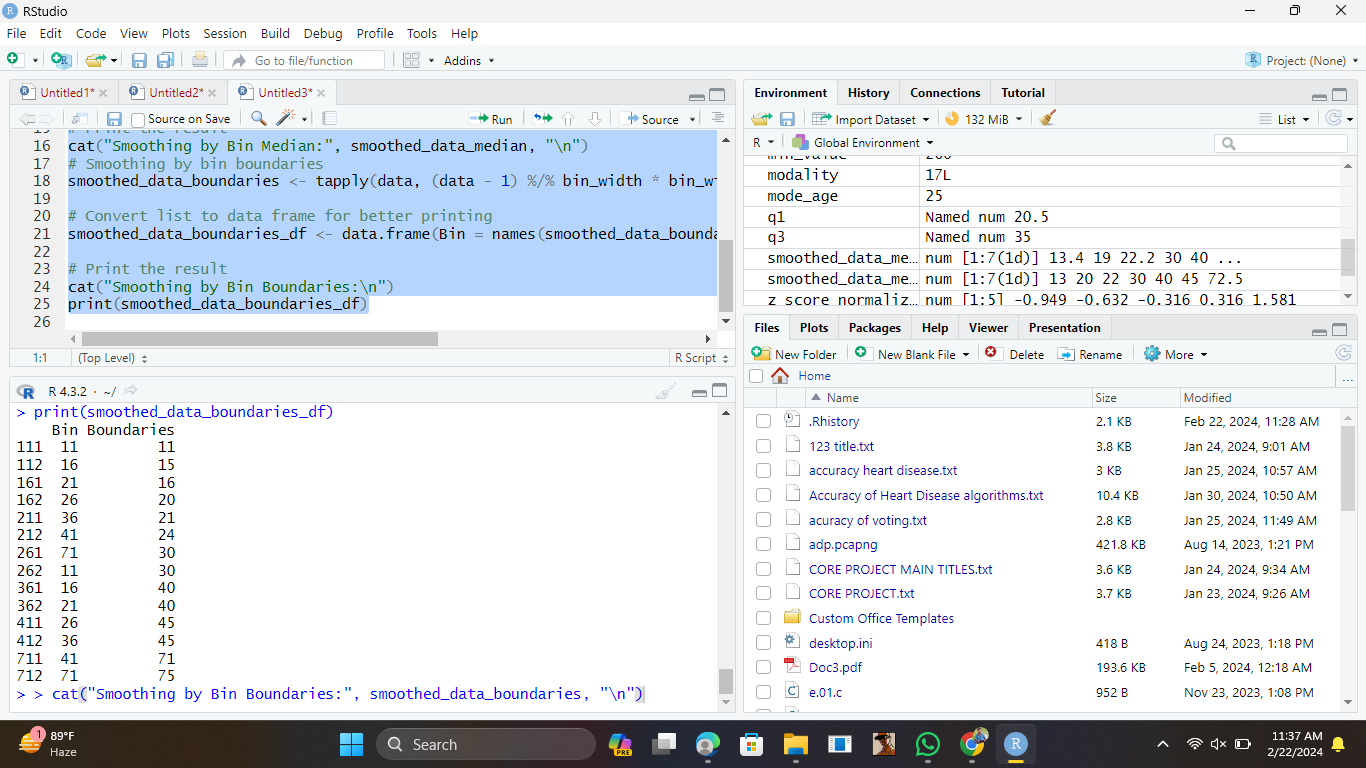 RStudio
File Edit Code View Plots Session Build Debug Profile Tools Help
Go to file/function Addins Project: (None)
Untitled1* Untitled2* Untitled3*
Source on Save Run Source
15 # Print the result
16 cat("Smoothing by Bin Median:", smoothed_data_median, "\n")
17 # Smoothing by bin boundaries
18 smoothed_data_boundaries <- tapply(data, (data - 1) %/% bin_width * bin_w
19
20 # Convert list to data frame for better printing
21 smoothed_data_boundaries_df <- data.frame(Bin = names(smoothed_data_bounda
22
23 # Print the result
24 cat("Smoothing by Bin Boundaries:\n")
25 print(smoothed_data_boundaries_df)
26
1:1 (Top Level) R Script
R 4.3.2 · ~/
> print(smoothed_data_boundaries_df)
Bin Boundaries
111 11 11
112 16 15
161 21 16
162 26 20
211 36 21
212 41 24
261 71 30
262 11 30
361 16 40
362 21 40
411 26 45
412 36 45
711 41 71
712 71 75
> > cat("Smoothing by Bin Boundaries:", smoothed_data_boundaries, "\n")
Environment History Connections Tutorial
Import Dataset 132 MiB List
R Global Environment
min_value 200
modality 17L
mode_age 25
q1 Named num 20.5
q3 Named num 35
smoothed_data_me… num [1:7(1d)] 13.4 19 22.2 30 40 ...
smoothed_data_me… num [1:7(1d)] 13 20 22 30 40 45 72.5
z_score_normaliz… num [1:5] -0.949 -0.632 -0.316 0.316 1.581
Files Plots Packages Help Viewer Presentation
New Folder New Blank File Delete Rename More
Home ...
Name Size Modified
.Rhistory 2.1 KB Feb 22, 2024, 11:28 AM
123 title.txt 3.8 KB Jan 24, 2024, 9:01 AM
accuracy heart disease.txt 3 KB Jan 25, 2024, 10:57 AM
Accuracy of Heart Disease algorithms.txt 10.4 KB Jan 30, 2024, 10:50 AM
acuracy of voting.txt 2.8 KB Jan 25, 2024, 11:49 AM
adp.pcapng 421.8 KB Aug 14, 2023, 1:21 PM
CORE PROJECT MAIN TITLES.txt 3.6 KB Jan 24, 2024, 9:34 AM
CORE PROJECT.txt 3.7 KB Jan 23, 2024, 9:26 AM
Custom Office Templates
desktop.ini 418 B Aug 24, 2023, 1:18 PM
Doc3.pdf 193.6 KB Feb 5, 2024, 12:18 AM
e.01.c 952 B Nov 23, 2023, 1:08 PM
1 89°F
Haze
Search
PRE
11:37 AM
2/22/2024